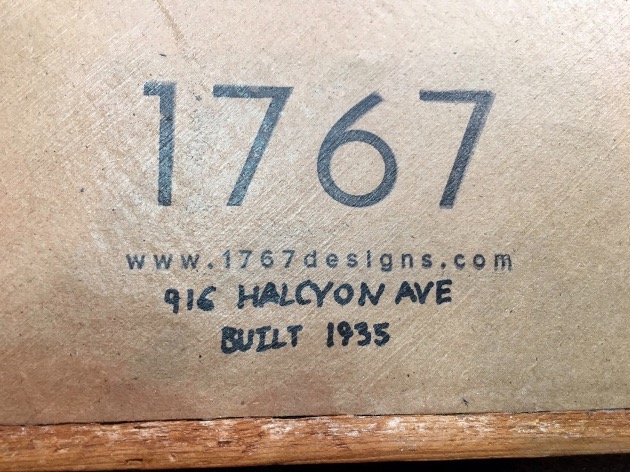 1767
www.1767designs.com
916 HALCYON AVE
BUILT 1935